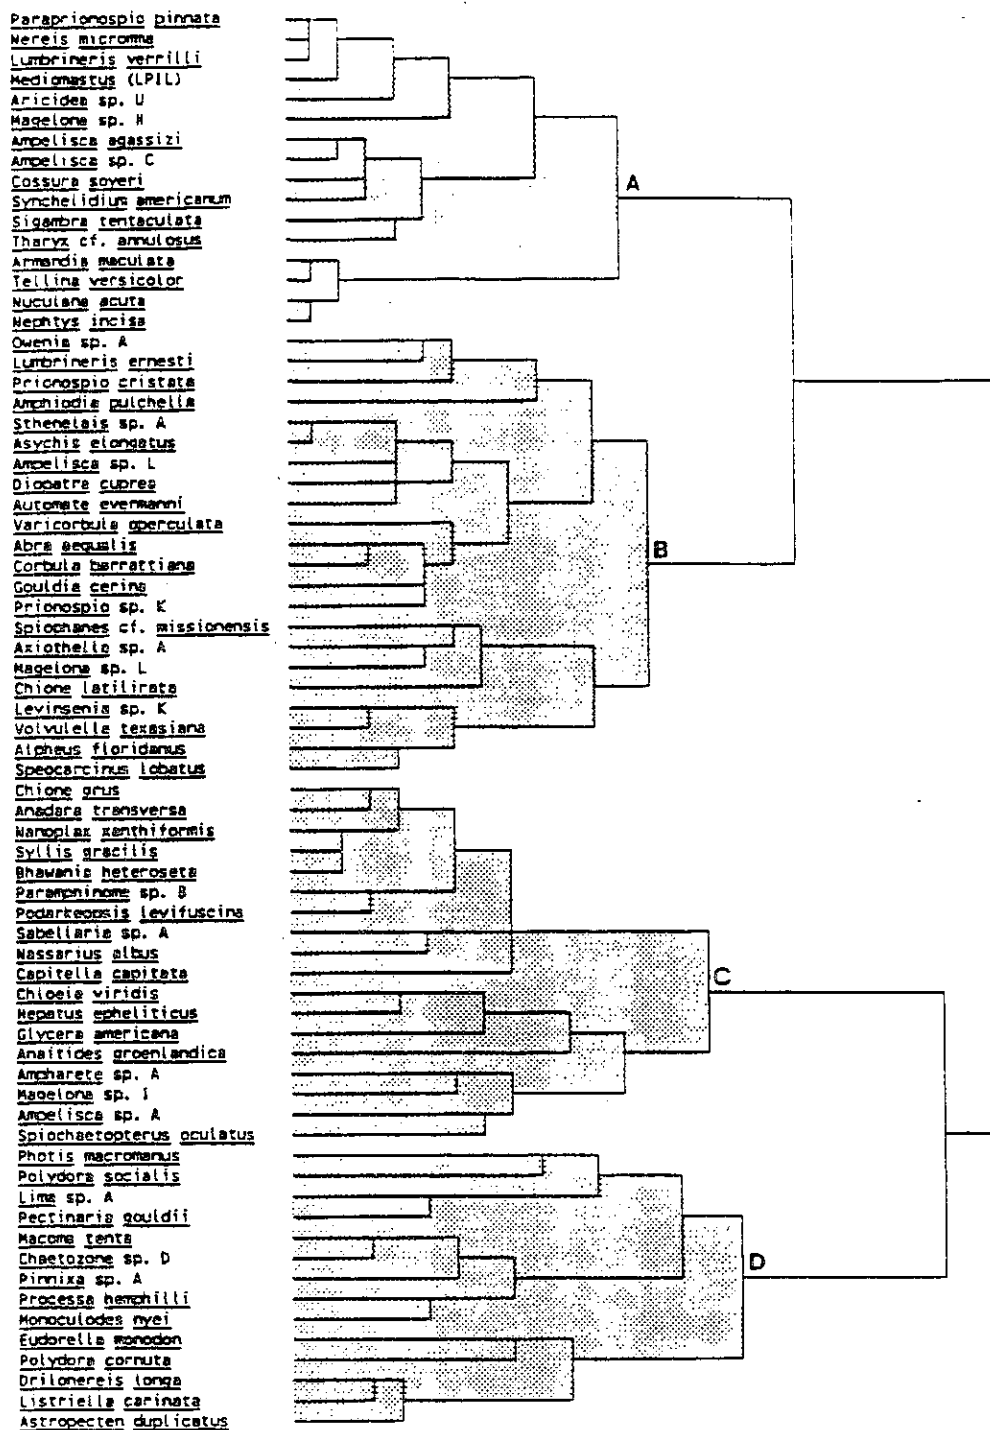 Paraprionospio pinnata
Nereis micromma
Lumbrineris verrilli
Mediomastus (LPIL)
Aricidea sp. U
Magelona sp. H
Ampelisca agassizi
Ampelisca sp. C
Cossura soyeri
Synchelidium americanum
Sigambra tentaculata
Tharyx cf. annulosus
Armandia maculata
Tellina versicolor
Nuculana acuta
Nephtys incisa
Owenia sp. A
Lumbrineris ernesti
Prionospio cristata
Amphiodia pulchella
Sthenelais sp. A
Asychis elongatus
Ampelisca sp. L
Diopatra cuprea
Automate evermanni
Varicorbula operculata
Abra aequalis
Corbula barrattiana
Gouldia cerina
Prionospio sp. K
Spiophanes cf. missionensis
Axiothella sp. A
Magelona sp. L
Chione latilirata
Levinsenia sp. K
Volvulella texasiana
Alpheus floridanus
Speocarcinus lobatus
Chione grus
Anadara transversa
Nanoplax xanthiformis
Syllis gracilis
Bhawania heteroseta
Paramphinome sp. B
Podarkeopsis levifuscina
Sabellaria sp. A
Nassarius albus
Capitella capitata
Chloeia viridis
Hepatus epheliticus
Glycera americana
Anaitides groenlandica
Ampharete sp. A
Magelona sp. I
Ampelisca sp. A
Spiochaetopterus oculatus
Photis macromanus
Polydora socialis
Lima sp. A
Pectinaria gouldii
Macoma tenta
Chaetozone sp. D
Pinnixa sp. A
Processa hemphilli
Monoculodes nyei
Eudorella monodon
Polydora cornuta
Drilonereis longa
Listriella carinata
Astropecten duplicatus
A
B
C
D